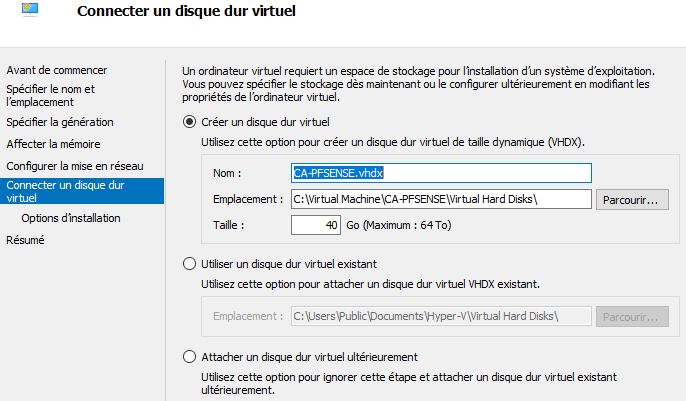 Connecter un disque dur virtuel
Avant de commencer
Spécifier le nom et
l'emplacement
Spécifier la génération
Affecter la mémoire
Configurer la mise en réseau
Connecter un disque dur
virtuel
Options d'installation
Résumé
Un ordinateur virtuel requiert un espace de stockage pour l'installation d'un système d'exploitation.
Vous pouvez spécifier le stockage dès maintenant ou le configurer ultérieurement en modifiant les
propriétés de l'ordinateur virtuel.
Créer un disque dur virtuel
Utilisez cette option pour créer un disque dur virtuel de taille dynamique (VHDX).
Nom : CA-PFSENSE.vhdx
Emplacement : C:\Virtual Machine\CA-PFSENSE\Virtual Hard Disks\ Parcourir...
Taille : 40 Go (Maximum : 64 To)
Utiliser un disque dur virtuel existant
Utilisez cette option pour attacher un disque dur virtuel VHDX existant.
Emplacement : C:\Users\Public\Documents\Hyper-V\Virtual Hard Disks\ Parcourir...
Attacher un disque dur virtuel ultérieurement
Utilisez cette option pour ignorer cette étape et attacher un disque dur virtuel existant
ultérieurement.